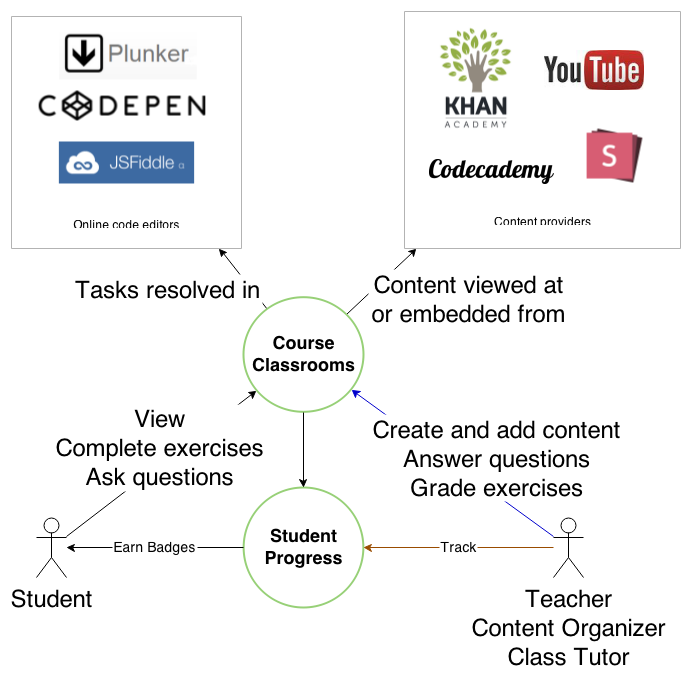 Plunker
CODEPEN
JSFiddle
Online code editors
KHAN
ACADEMY
YouTube
Codecademy
S
Content providers
Tasks resolved in
Content viewed at
or embedded from
Course
Classrooms
View
Complete exercises
Ask questions
Create and add content
Answer questions
Grade exercises
Student
Progress
Earn Badges
Track
Student
Teacher
Content Organizer
Class Tutor